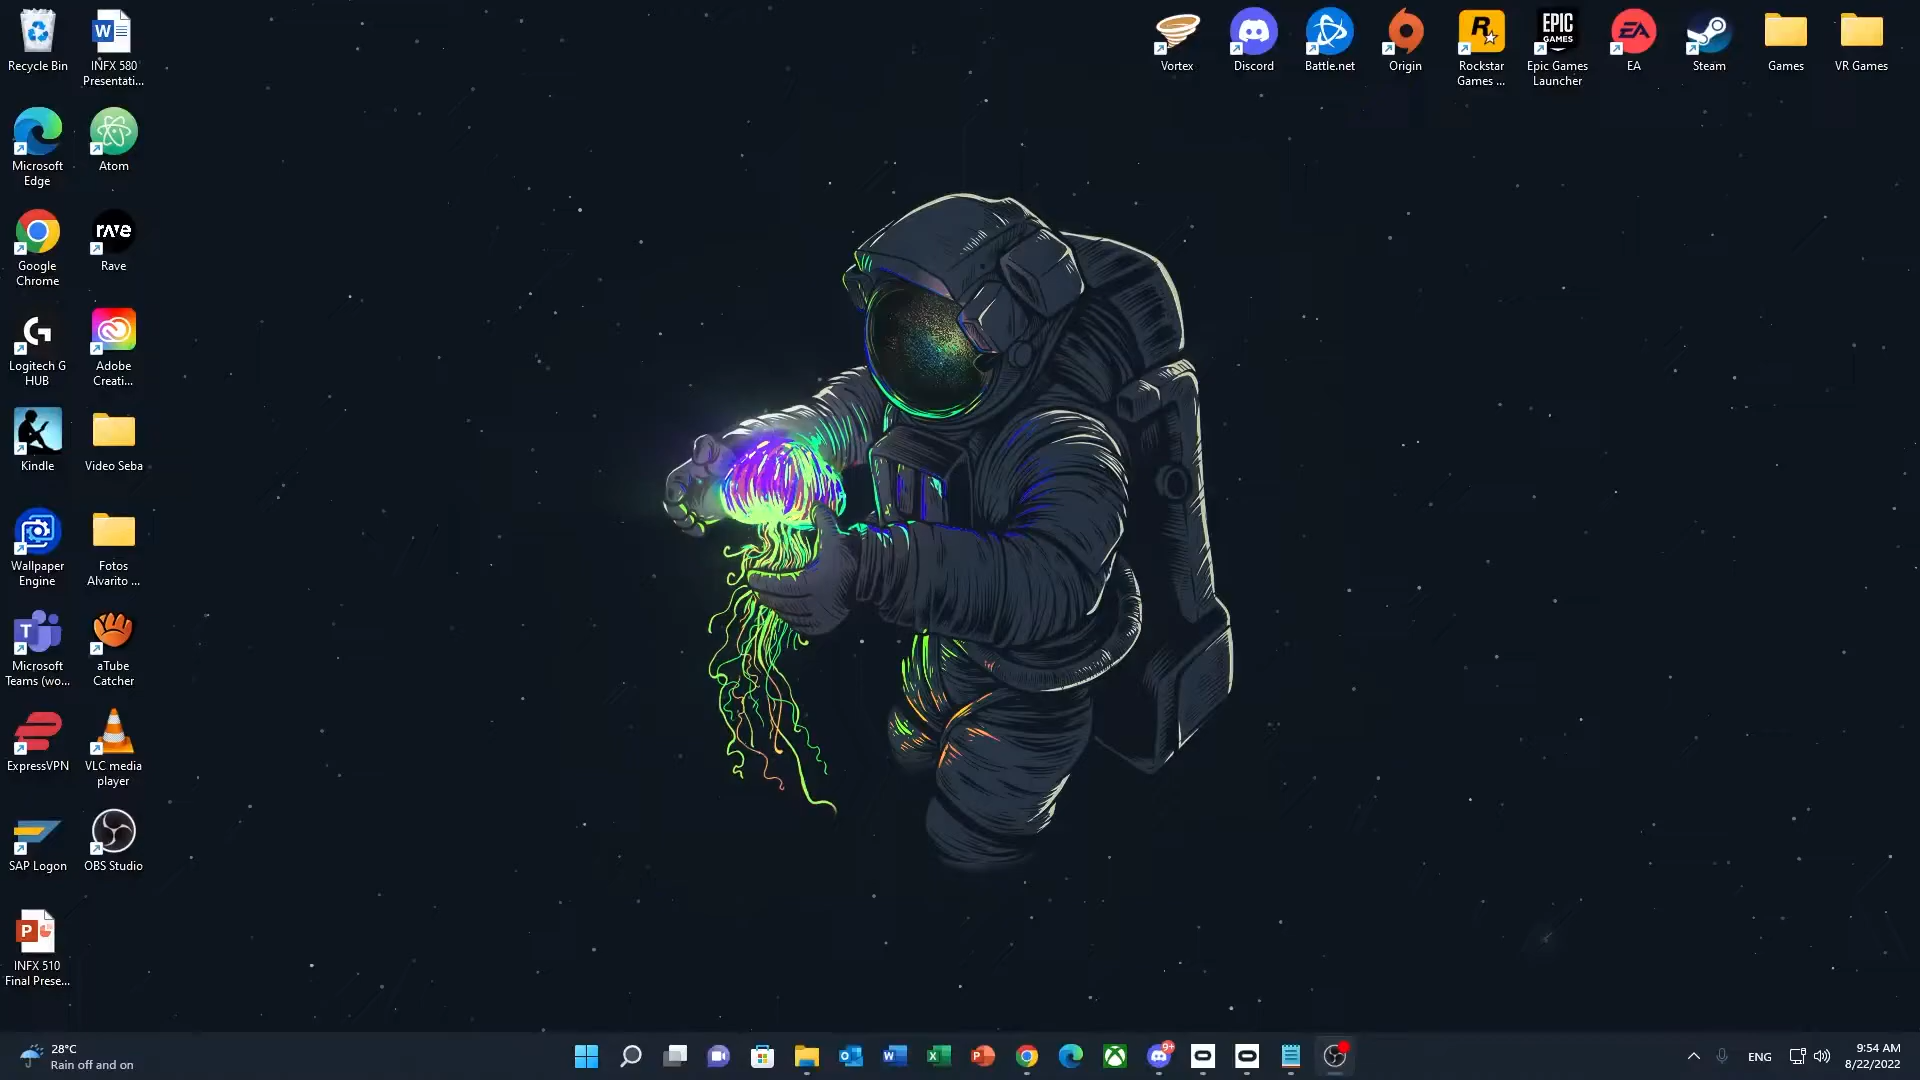 Recycle Bin
INFX 580
Presentati...
Microsoft
Edge
Atom
Google
Chrome
rave
Rave
Logitech G
HUB
Adobe
Creati...
Kindle
Video Seba
Wallpaper
Engine
Fotos
Alvarito ...
Microsoft
Teams (wo...
aTube
Catcher
ExpressVPN
VLC media
player
SAP Logon
OBS Studio
INFX 510
Final Prese...
Vortex
Discord
Battle.net
Origin
Rockstar
Games ...
EPIC
GAMES
Epic Games
Launcher
EA
EA
Steam
Games
VR Games
28°C
Rain off and on
9+
ENG
9:54 AM
8/22/2022